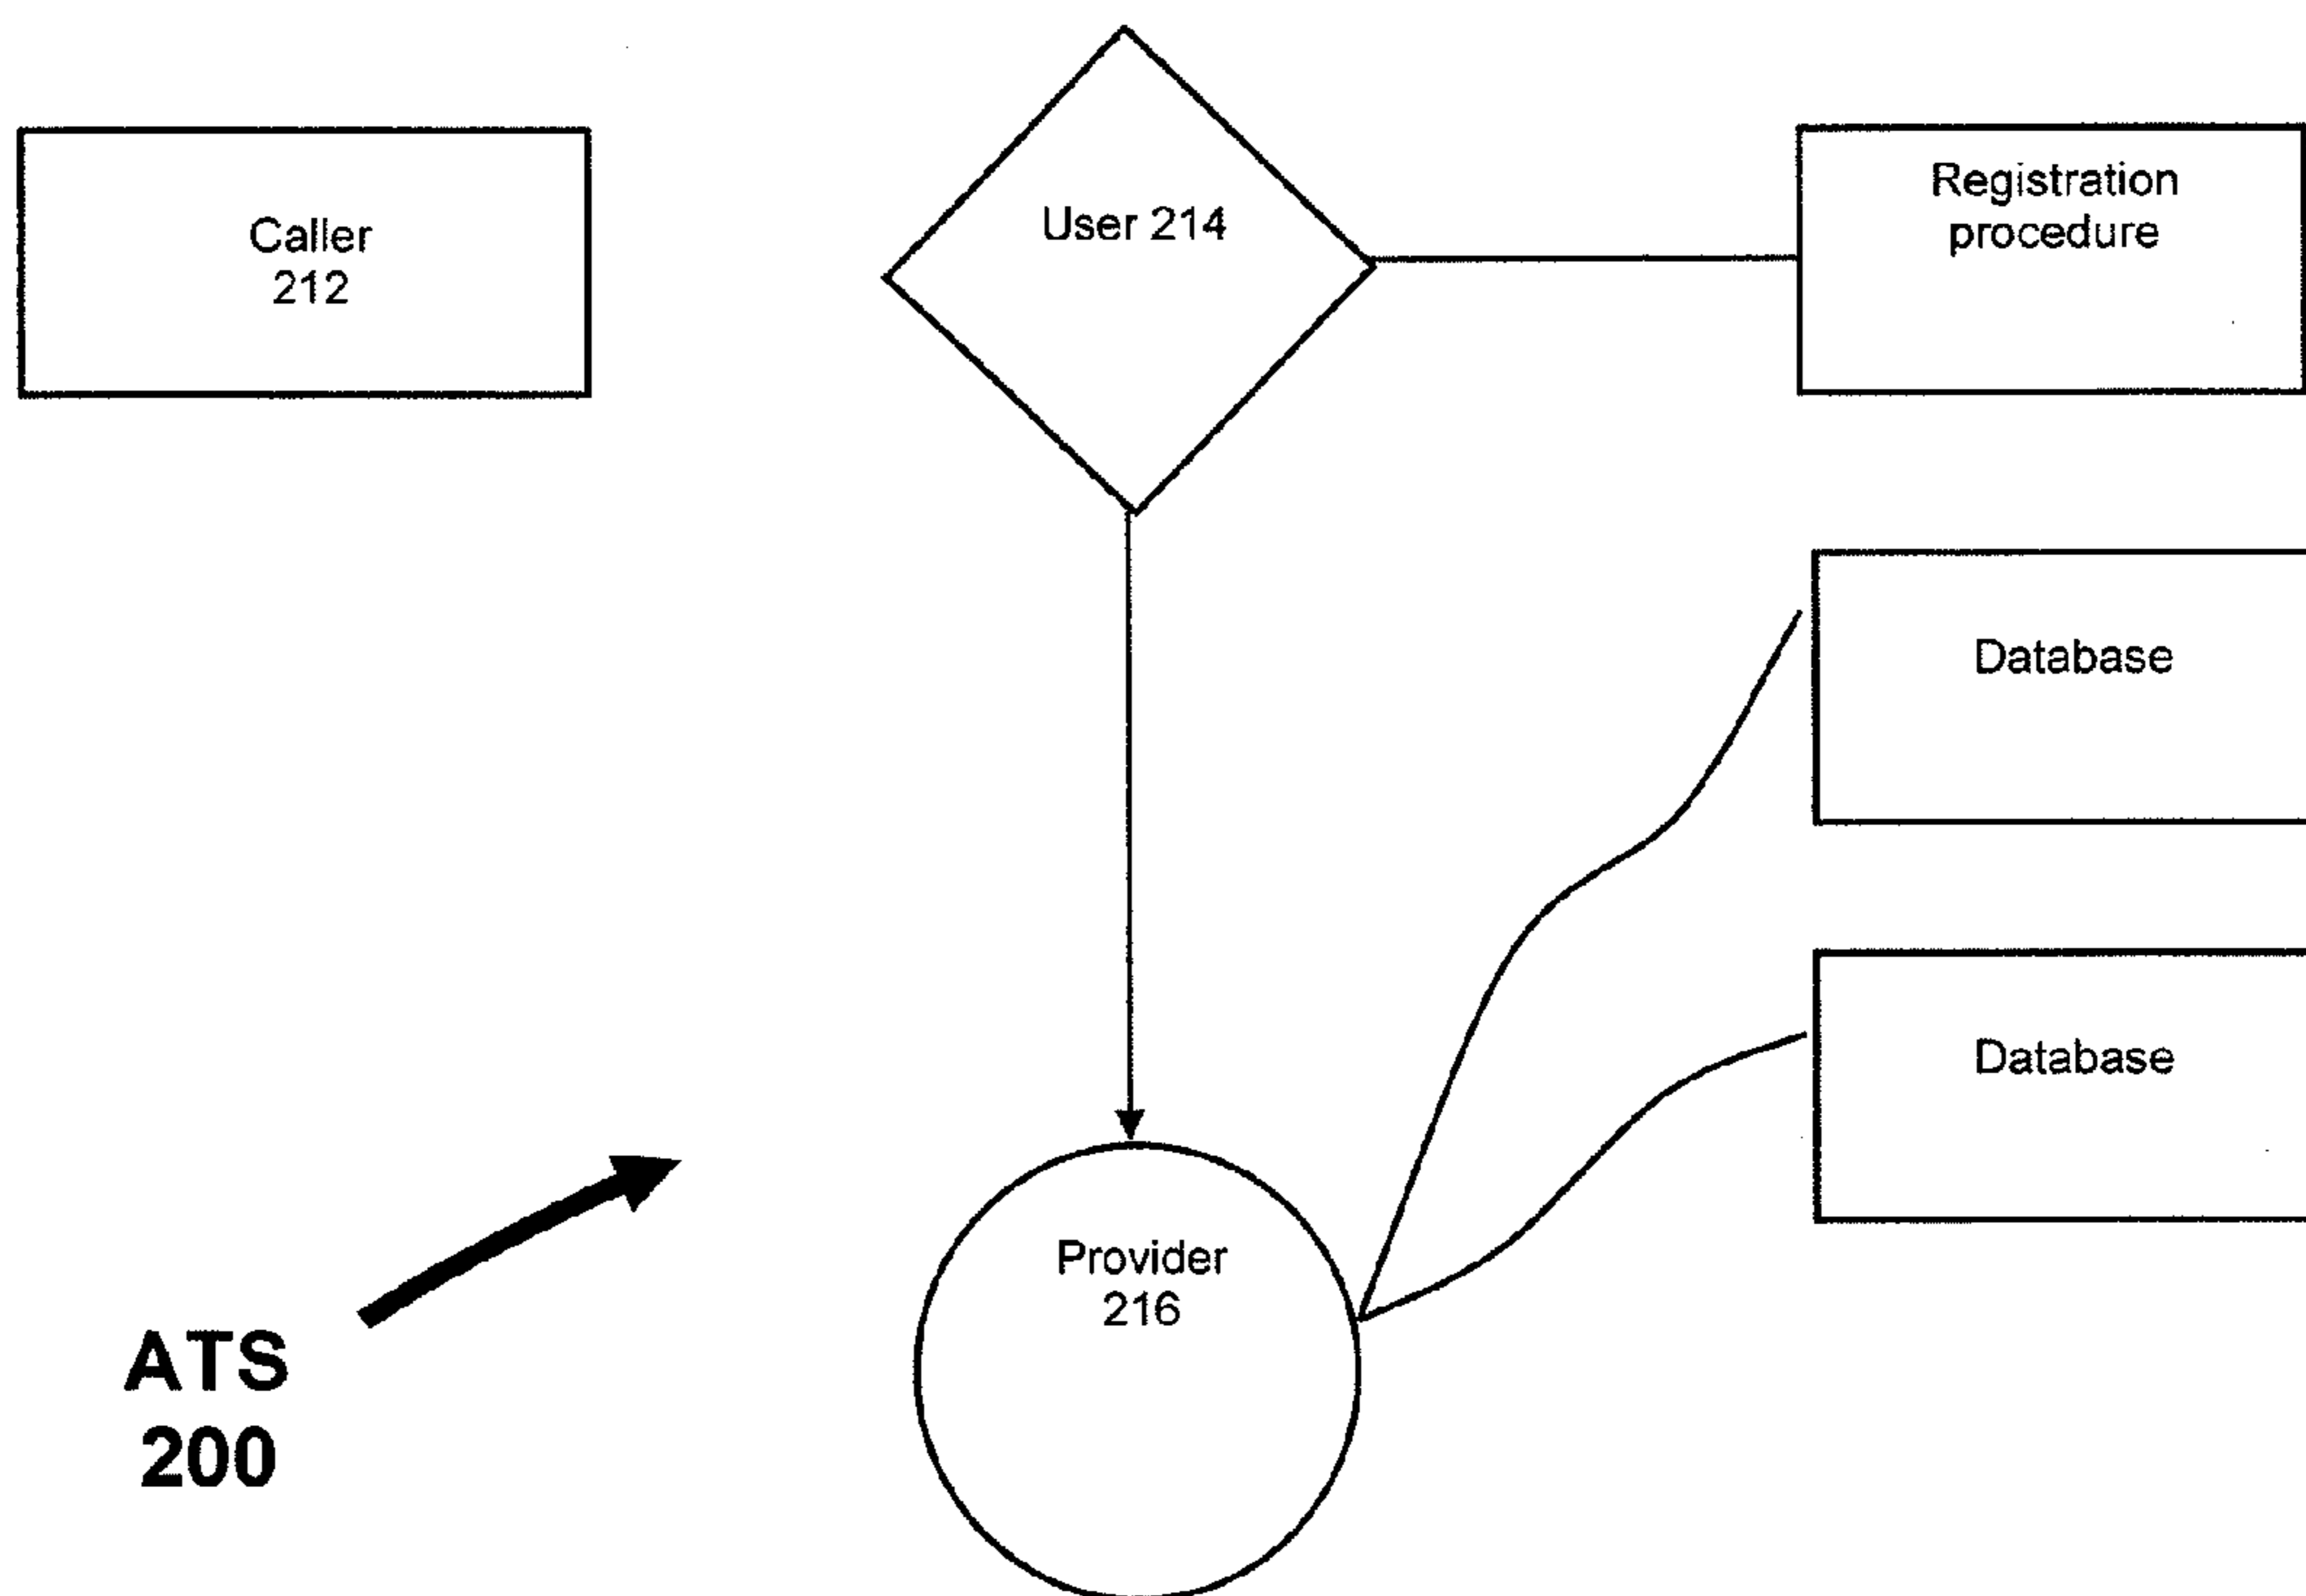 Caller
212
User 214
Registration
procedure
Database
Database
Provider
216
ATS
200